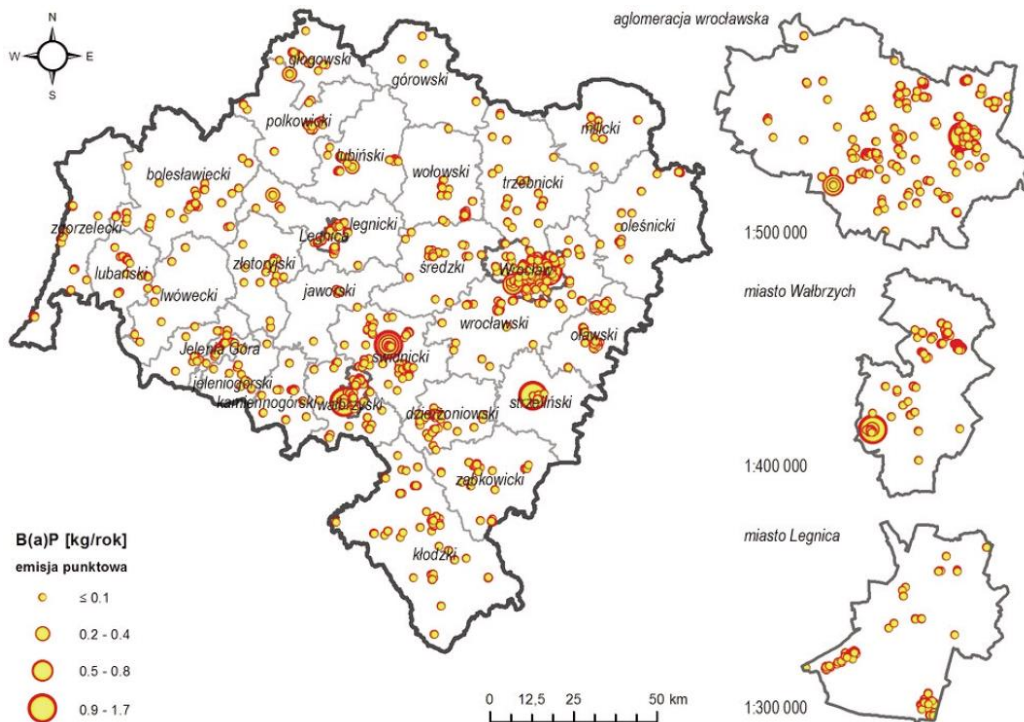 N
W
E
S
aglomeracja wrocławska
głogowski
górowski
polkowicki
milicki
lubiński
bolesławiecki
wołowski
trzebnicki
zgorzelecki
legnicki
Legnica
oleśnicki
lubański
złotoryjski
średzki
Wrocław
1:500 000
lwówecki
jaworski
miasto Wałbrzych
wrocławski
oławski
Jelenia Góra
świdnicki
jeleniogórski
kamiennogórski
wałbrzyski
dzierżoniowski
strzeliński
1:400 000
ząbkowicki
miasto Legnica
kłodzki
B(a)P [kg/rok]
emisja punktowa
≤ 0.1
0.2 - 0.4
0.5 - 0.8
0.9 - 1.7
0 12,5 25 50 km
1:300 000